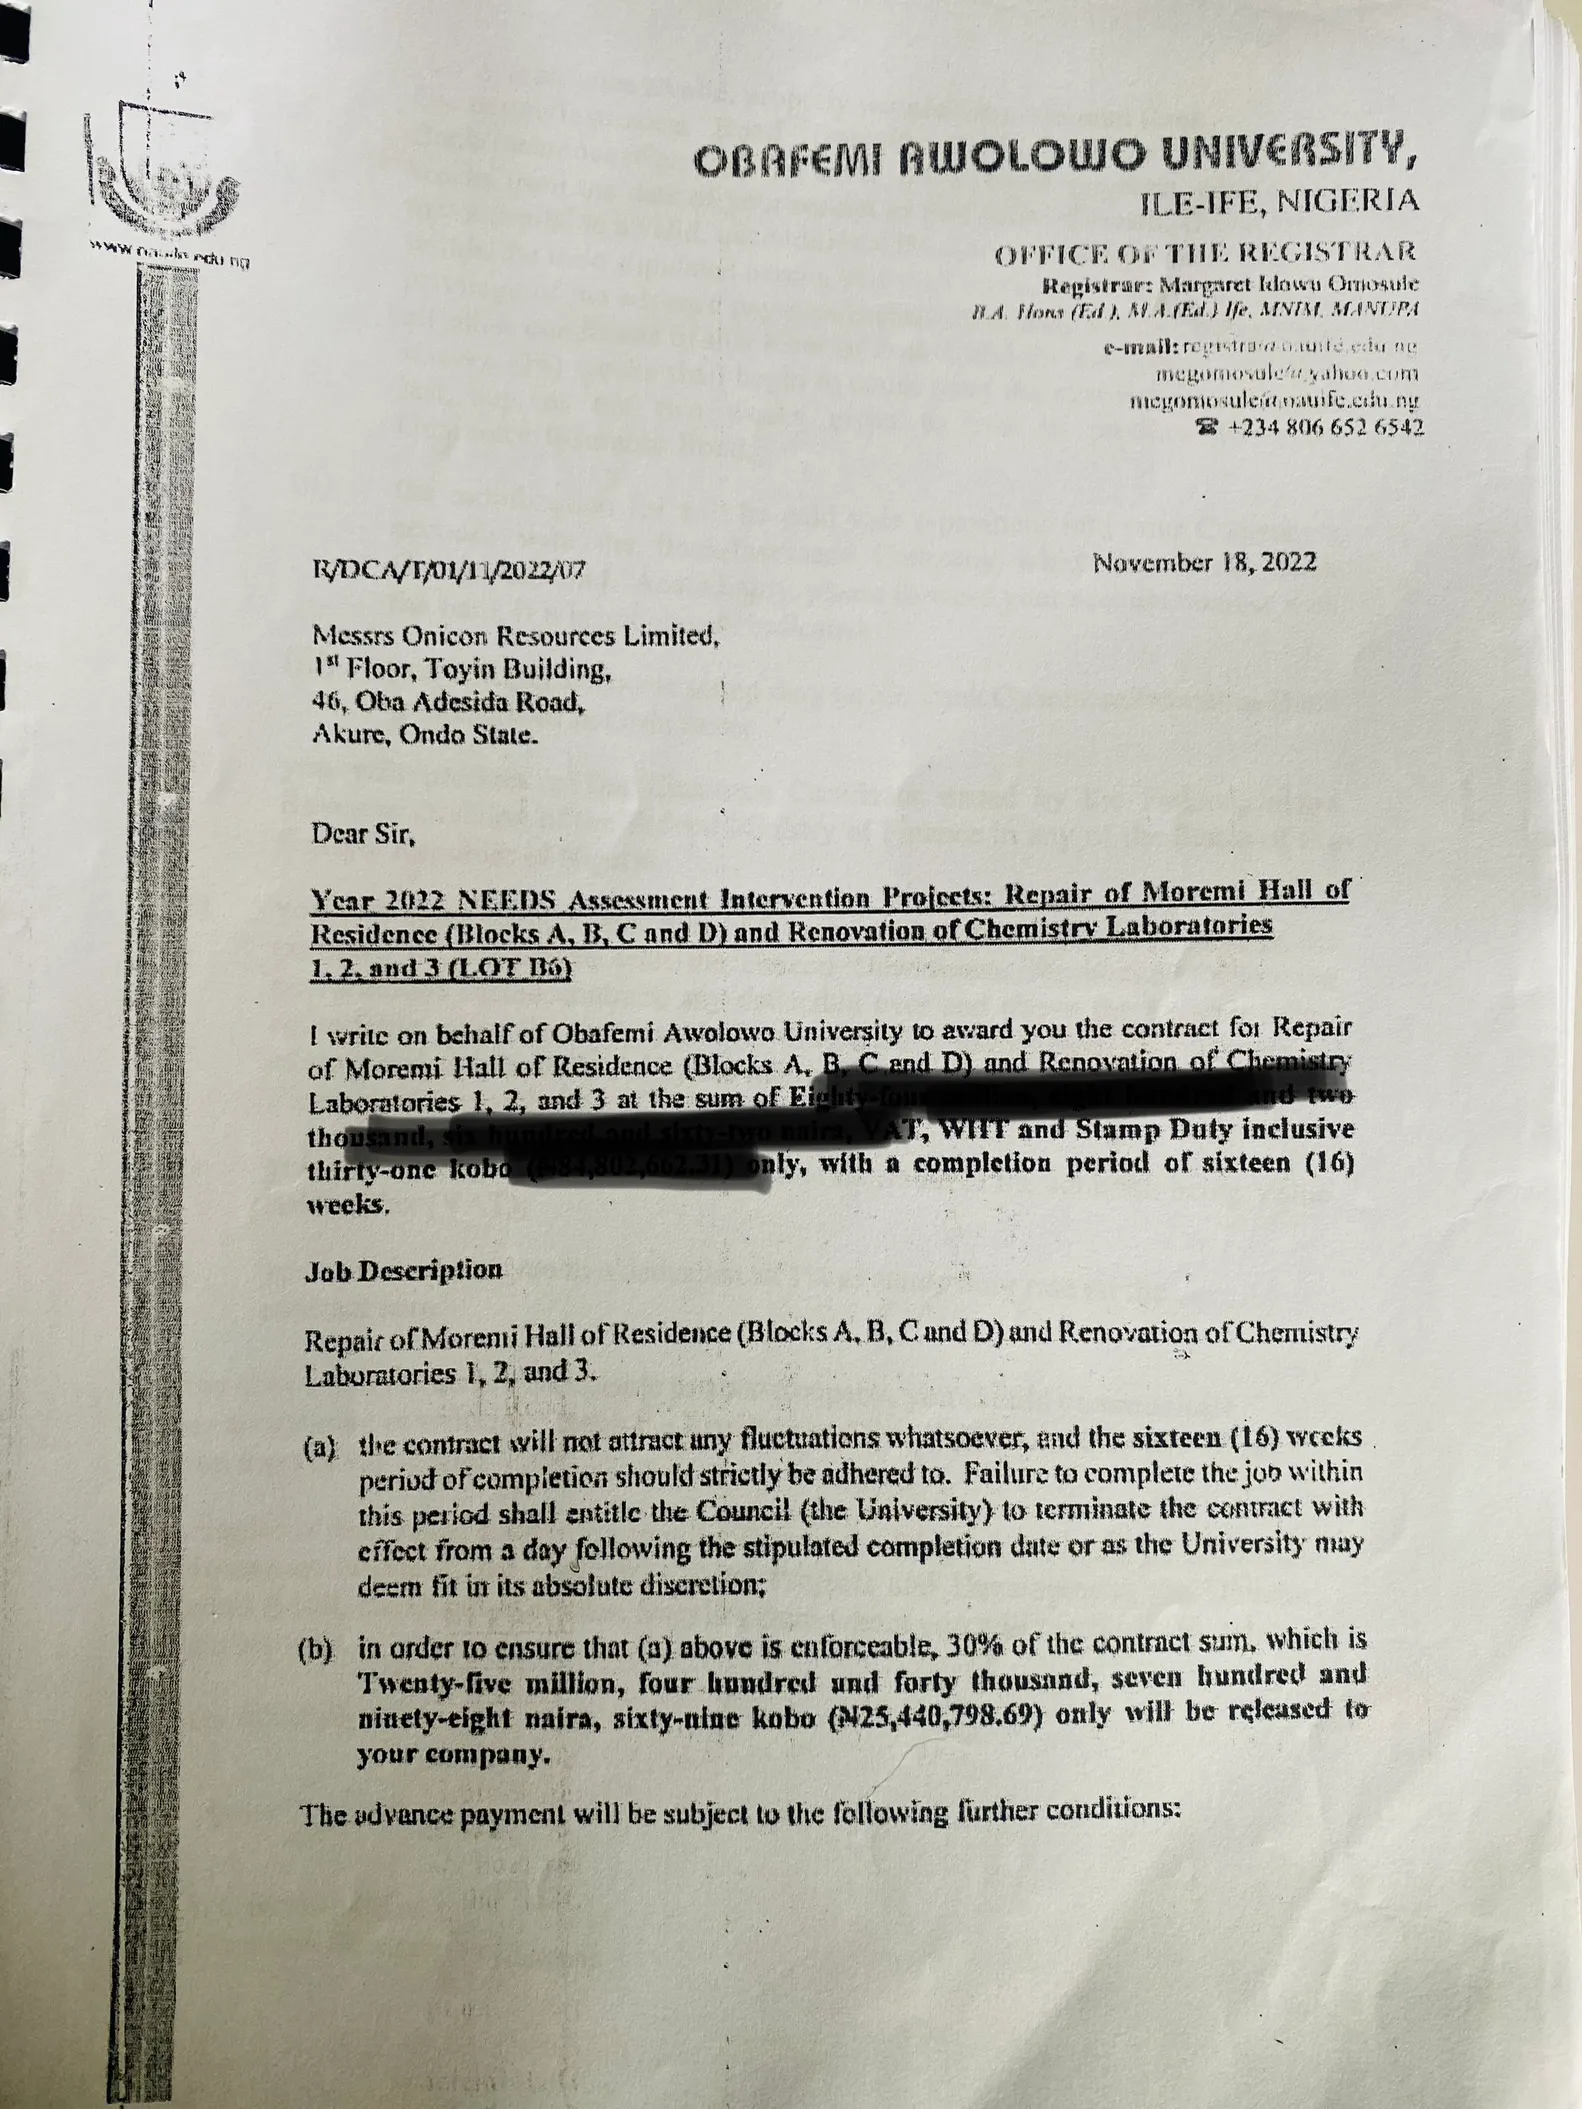 www.oauife.edu.ng
OBAFEMI AWOLOWO UNIVERSITY,
ILE-IFE, NIGERIA
OFFICE OF THE REGISTRAR
Registrar: Margaret Idowu Omosule
B.A. Hons (Ed.), M.A.(Ed.) Ife, MNIM, MANUPA
e-mail: registrar@oauife.edu.ng
megomosule@yahoo.com
megomosule@oauife.edu.ng
☎ +234 806 652 6542
R/DCA/T/01/11/2022/07
November 18, 2022
Messrs Onicon Resources Limited,
1st Floor, Toyin Building,
46, Oba Adesida Road,
Akure, Ondo State.
Dear Sir,
Year 2022 NEEDS Assessment Intervention Projects: Repair of Moremi Hall of
Residence (Blocks A, B, C and D) and Renovation of Chemistry Laboratories
1, 2, and 3 (LOT B6)
I write on behalf of Obafemi Awolowo University to award you the contract for Repair
of Moremi Hall of Residence (Blocks A, B, C and D) and Renovation of Chemistry
Laboratories 1, 2, and 3 at the sum of and two
VAT, WHT and Stamp Duty inclusive
thirty-one kobo only, with a completion period of sixteen (16)
weeks.
Job Description
Repair of Moremi Hall of Residence (Blocks A, B, C and D) and Renovation of Chemistry
Laboratories 1, 2, and 3.
(a) the contract will not attract any fluctuations whatsoever, and the sixteen (16) weeks
period of completion should strictly be adhered to. Failure to complete the job within
this period shall entitle the Council (the University) to terminate the contract with
effect from a day following the stipulated completion date or as the University may
deem fit in its absolute discretion;
(b) in order to ensure that (a) above is enforceable, 30% of the contract sum, which is
Twenty-five million, four hundred and forty thousand, seven hundred and
ninety-eight naira, sixty-nine kobo (₦25,440,798.69) only will be released to
your company.
The advance payment will be subject to the following further conditions: